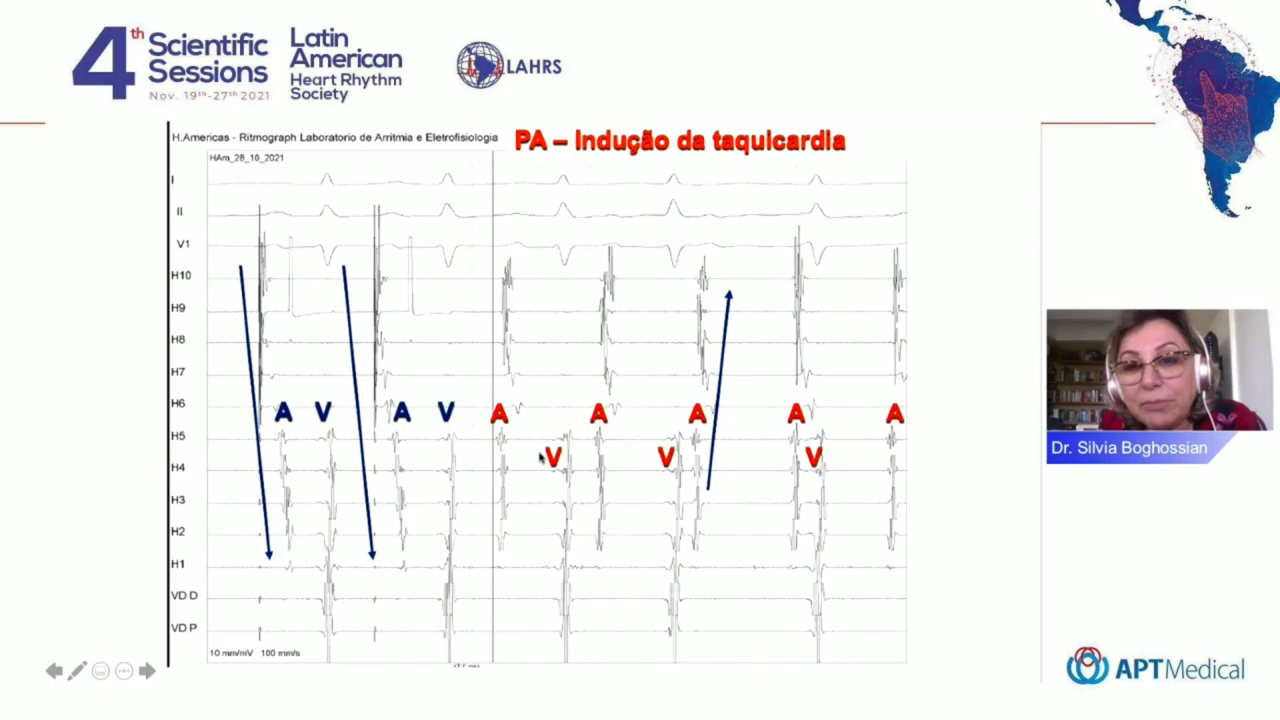 4th Scientific Sessions
Nov. 19th-27th 2021
Latin American Heart Rhythm Society
LAHRS
H.Americas - Ritmograph Laboratorio de Arritmia e Eletrofisiologia
PA – Indução da taquicardia
HAm_28_10_2021
I
II
V1
H10
H9
H8
H7
H6
A V A V A A A A A
H5
V V V
H4
H3
H2
H1
VD D
VD P
10 mm/mV 100 mm/s
Dr. Silvia Boghossian
APTMedical